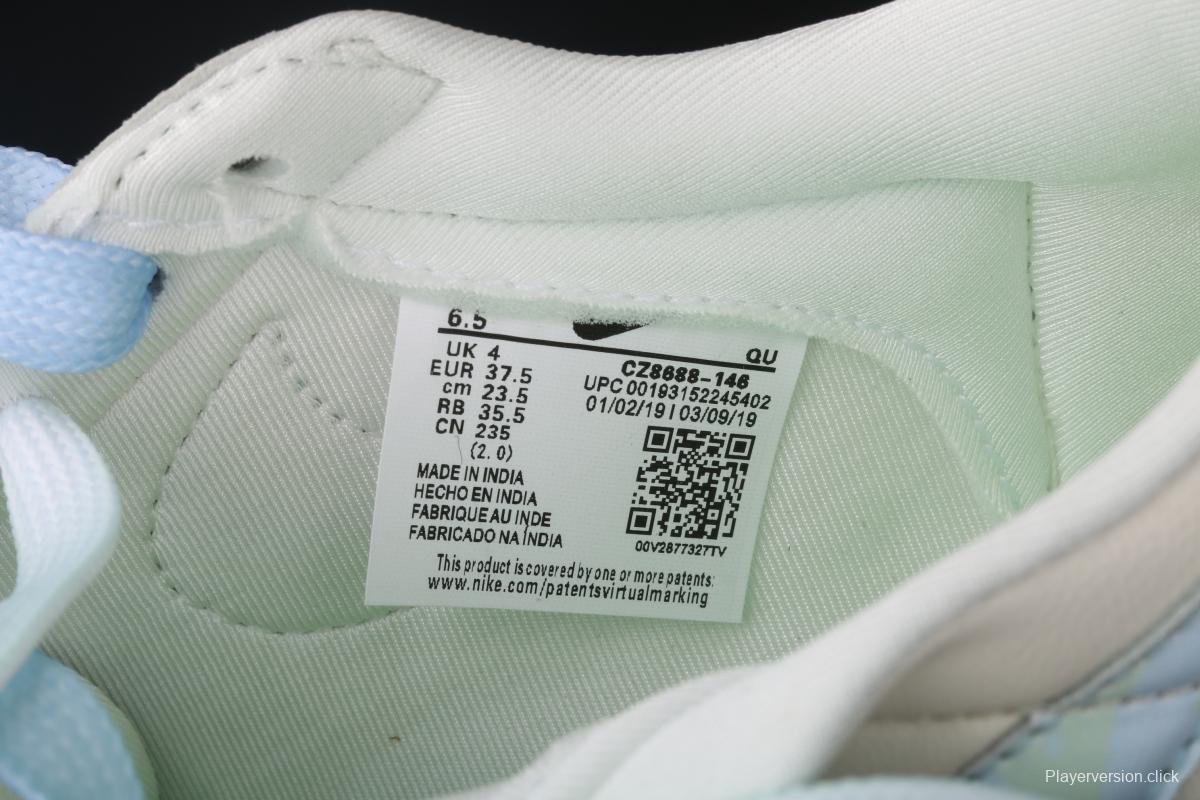 6.5
QU
UK 4
EUR 37.5
cm 23.5
RB 35.5
CN 235
(2.0)
CZ8688-146
UPC 00193152245402
01/02/19 | 03/09/19
MADE IN INDIA
HECHO EN INDIA
FABRIQUE AU INDE
FABRICADO NA ÍNDIA
00V2877327TV
This product is covered by one or more patents:
www.nike.com/patentsvirtualmarking
Playerversion.click